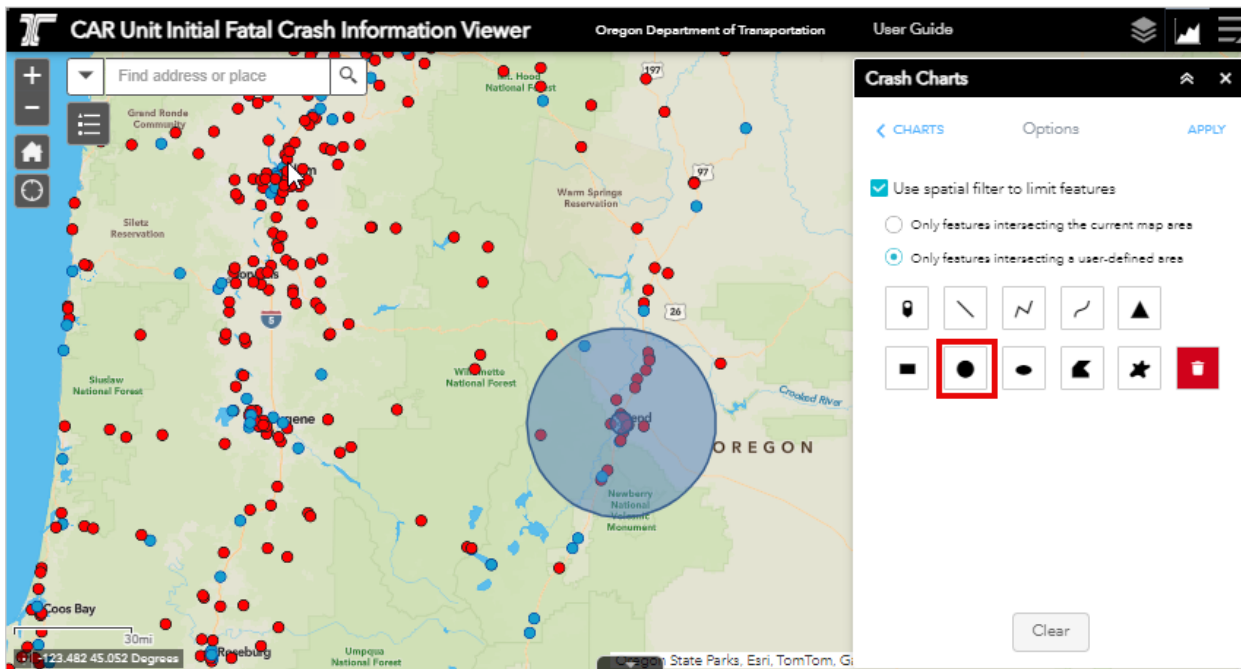 CAR Unit Initial Fatal Crash Information Viewer
Oregon Department of Transportation
User Guide
+
Find address or place
−
Mt. Hood
National Forest
197
Grand Ronde
Community
97
Warm Springs
Reservation
Siletz
Reservation
26
5
Willamette
National Forest
Siuslaw
National Forest
Crooked River
OREGON
Newberry
National
Volcanic
Monument
Coos Bay
30mi
-123.482 45.052 Degrees
Roseburg
Umpqua
National Forest
Oregon State Parks, Esri, TomTom, G
Crash Charts
CHARTS
Options
APPLY
Use spatial filter to limit features
Only features intersecting the current map area
Only features intersecting a user-defined area
Clear